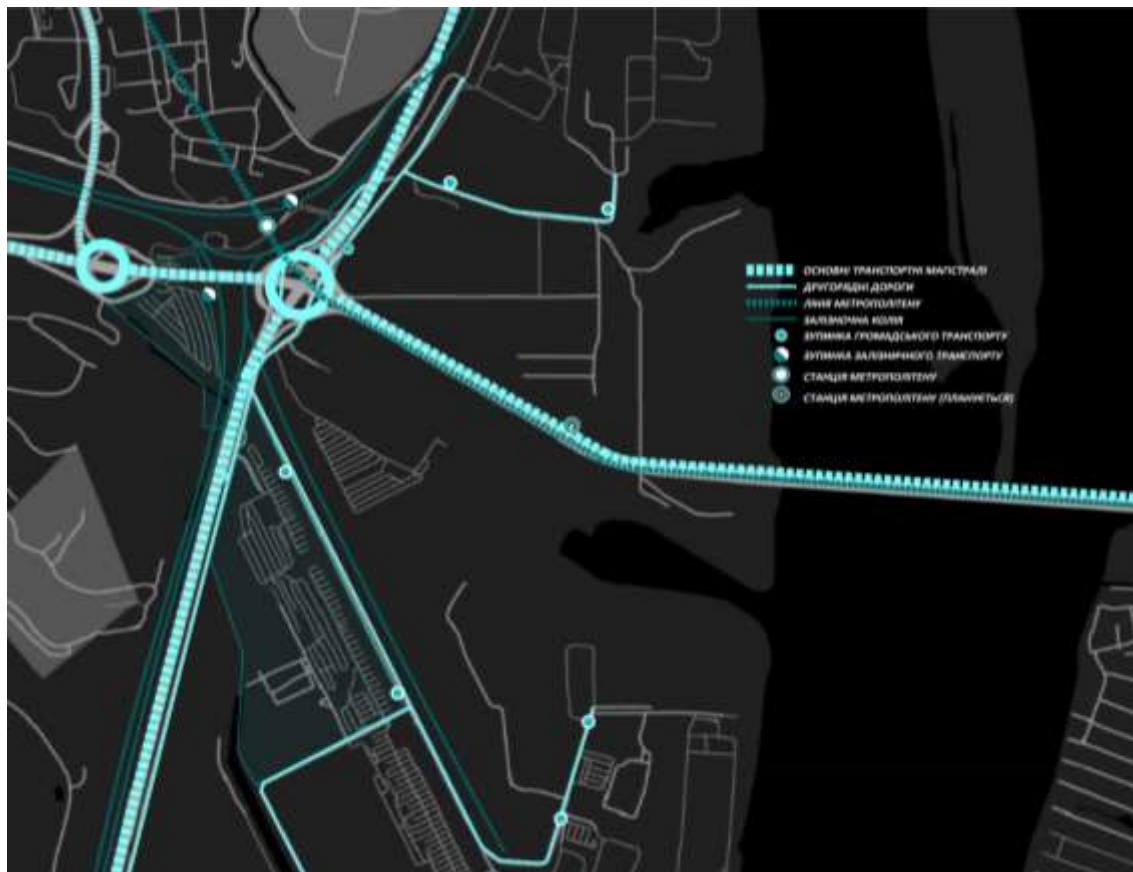 ОСНОВНІ ТРАНСПОРТНІ МАГІСТРАЛІ
ДРУГОРЯДНІ ДОРОГИ
ЛІНІЯ МЕТРОПОЛІТЕНУ
ЗАЛІЗНОЧНА КОЛІЯ
ЗУПИНКА ГРОМАДСЬКОГО ТРАНСПОРТУ
ЗУПИНКА ЗАЛІЗНИЧНОГО ТРАНСПОРТУ
СТАНЦІЯ МЕТРОПОЛІТЕНУ
СТАНЦІЯ МЕТРОПОЛІТЕНУ (ПЛАНУЄТЬСЯ)